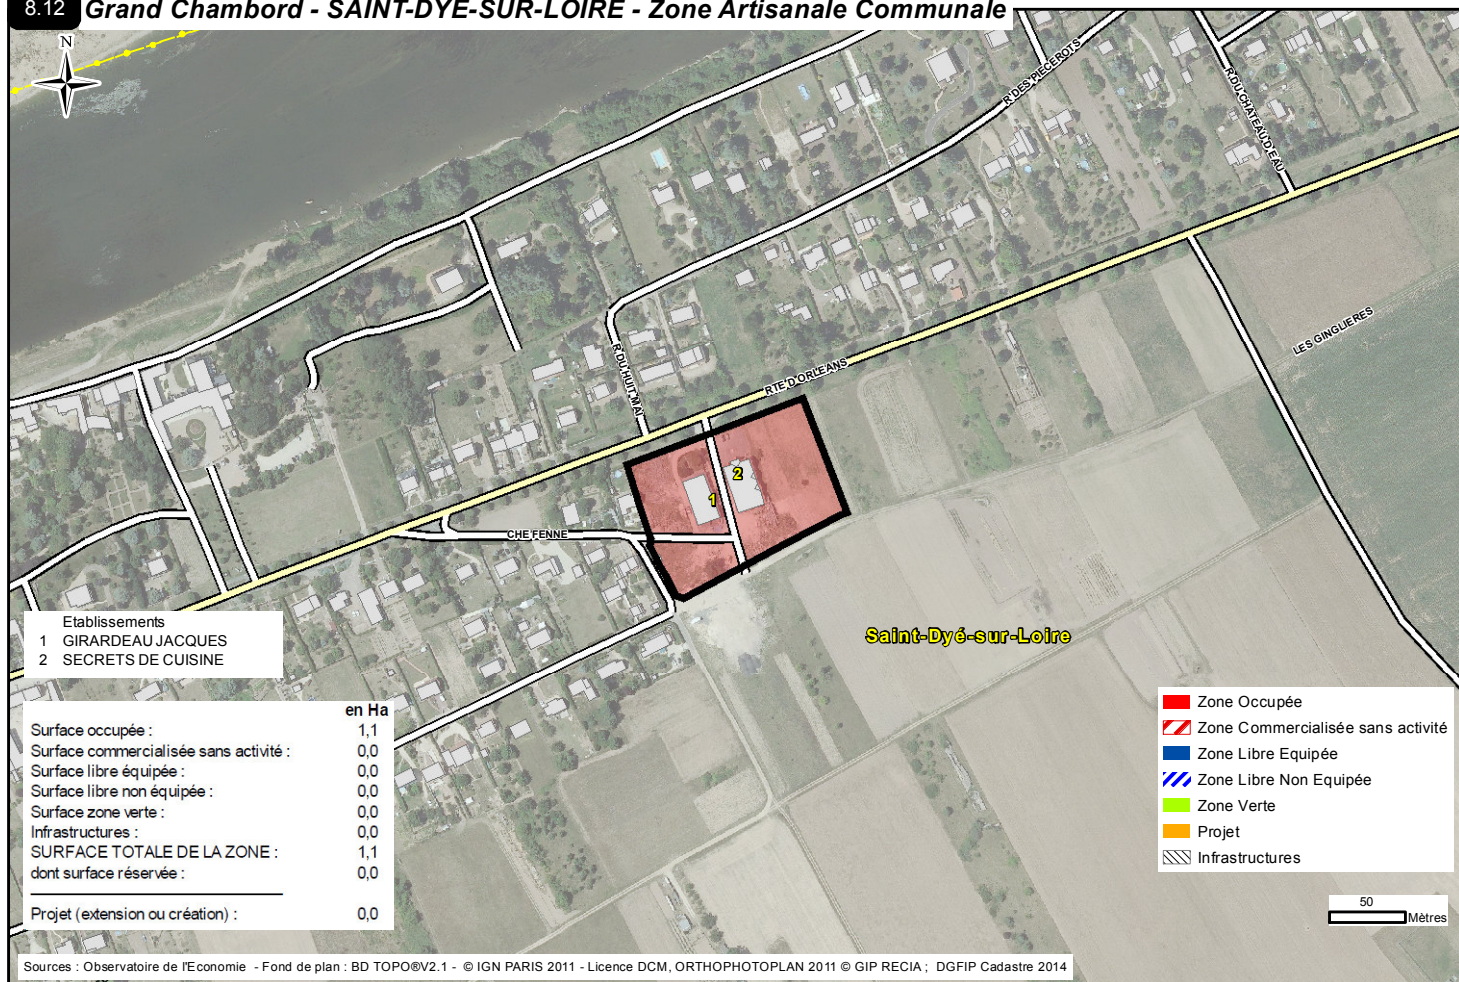 8.12 Grand Chambord - SAINT-DYE-SUR-LOIRE - Zone Artisanale Communale
N
R DES PIECEROTS
R DU CHATEAU D'EAU
LES GINGLIERES
R DU HUIT MAI
RTE D'ORLEANS
CHE FENNE
1
2
Saint-Dyé-sur-Loire
Etablissements
1 GIRARDEAU JACQUES
2 SECRETS DE CUISINE
en Ha
Surface occupée : 1,1
Surface commercialisée sans activité : 0,0
Surface libre équipée : 0,0
Surface libre non équipée : 0,0
Surface zone verte : 0,0
Infrastructures : 0,0
SURFACE TOTALE DE LA ZONE : 1,1
dont surface réservée : 0,0
Projet (extension ou création) : 0,0
Zone Occupée
Zone Commercialisée sans activité
Zone Libre Equipée
Zone Libre Non Equipée
Zone Verte
Projet
Infrastructures
50
Mètres
Sources : Observatoire de l'Economie - Fond de plan : BD TOPO®V2.1 - © IGN PARIS 2011 - Licence DCM, ORTHOPHOTOPLAN 2011 © GIP RECIA ; DGFIP Cadastre 2014